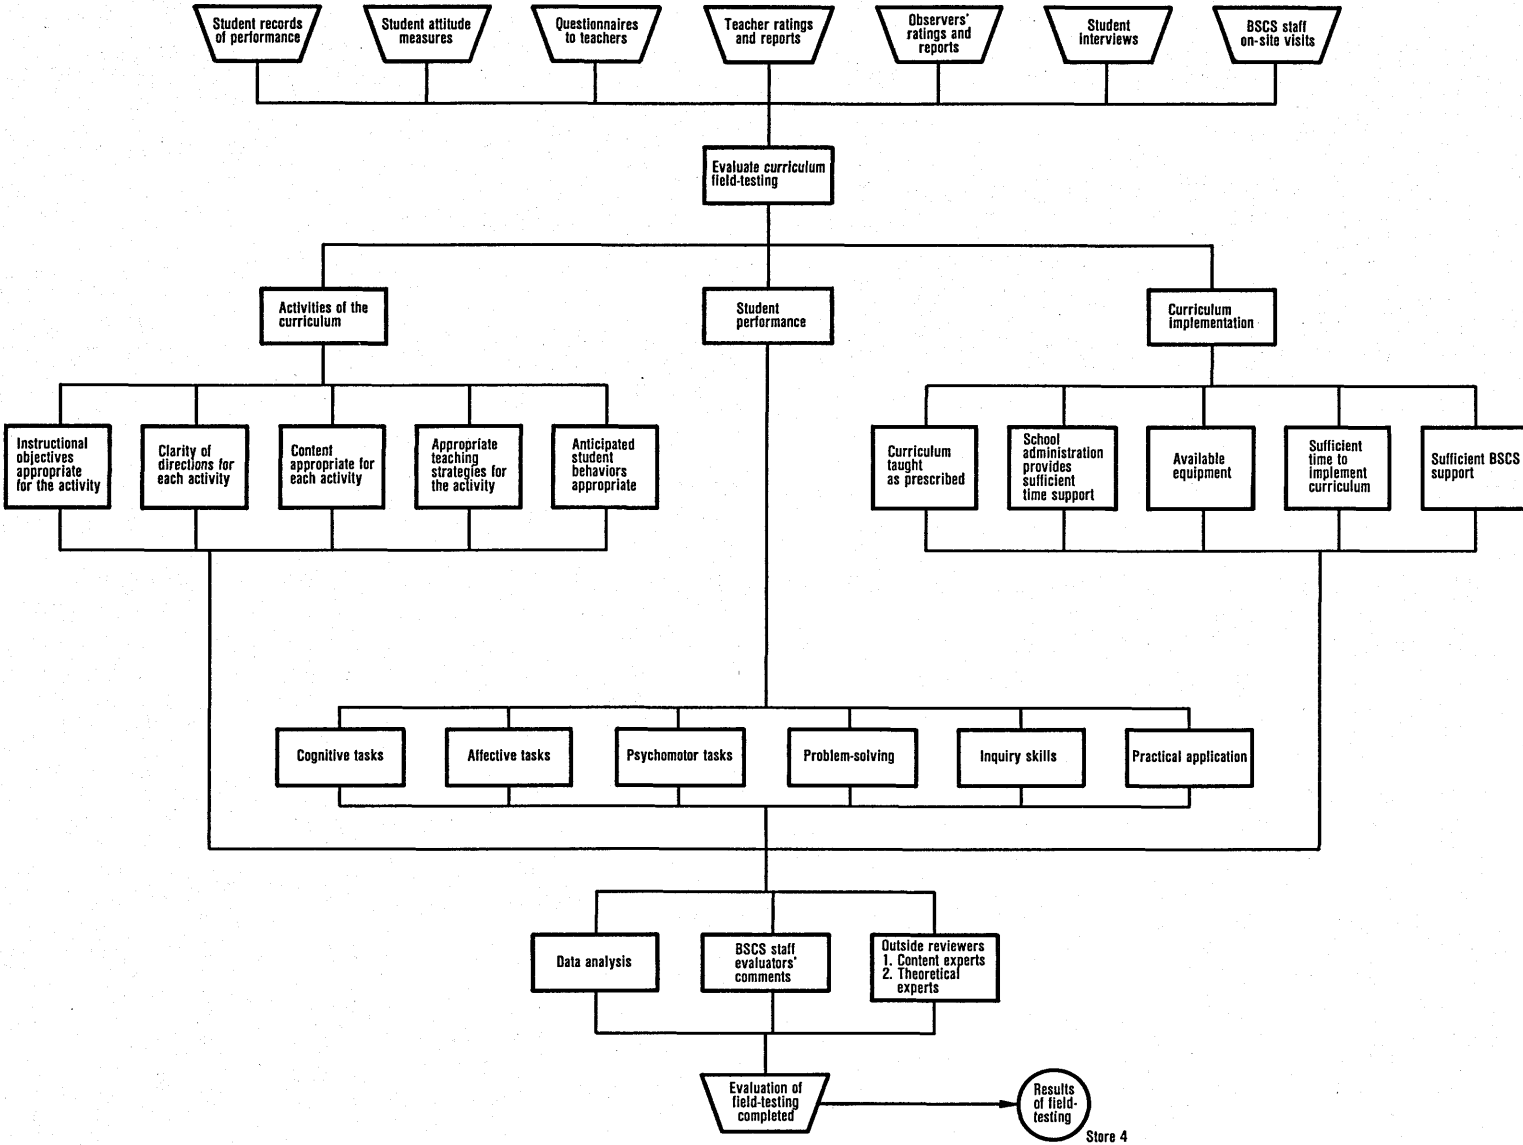 Student records
of performance
Student attitude
measures
Questionnaires
to teachers
Teacher ratings
and reports
Observers'
ratings and
reports
Student
interviews
BSCS staff
on-site visits
Evaluate curriculum
field-testing
Activities of the
curriculum
Student
performance
Curriculum
implementation
Instructional
objectives
appropriate
for the activity
Clarity of
directions for
each activity
Content
appropriate for
each activity
Appropriate
teaching
strategies for
the activity
Anticipated
student
behaviors
appropriate
Curriculum
taught
as prescribed
School
administration
provides
sufficient
time support
Available
equipment
Sufficient
time to
implement
curriculum
Sufficient BSCS
support
Cognitive tasks
Affective tasks
Psychomotor tasks
Problem-solving
Inquiry skills
Practical application
Data analysis
BSCS staff
evaluators'
comments
Outside reviewers
1. Content experts
2. Theoretical
experts
Evaluation of
field-testing
completed
Results
of field-
testing
Store 4